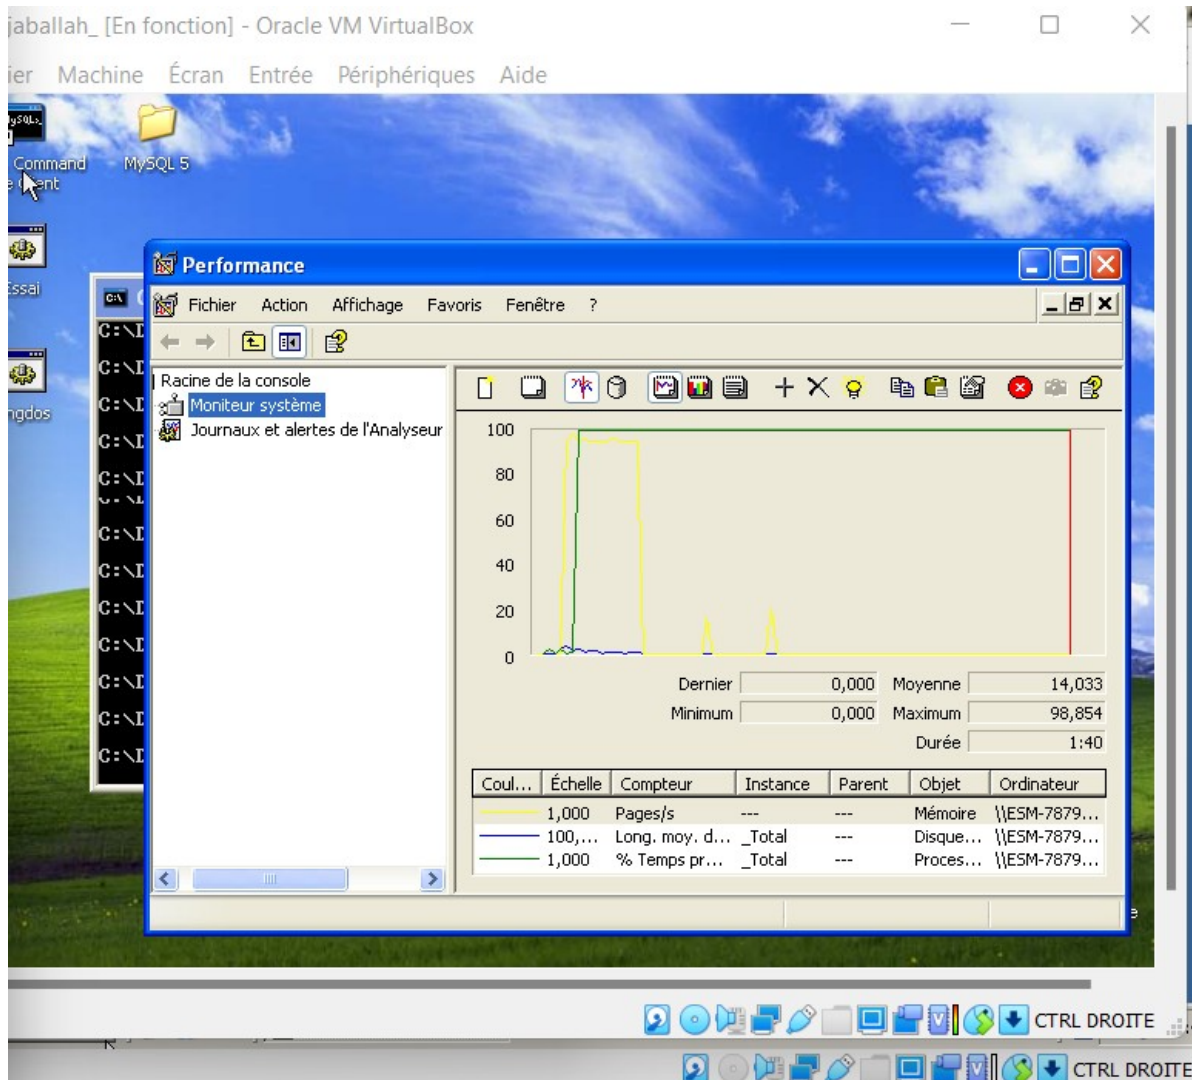 jaballah_ [En fonction] - Oracle VM VirtualBox
ier Machine Écran Entrée Périphériques Aide
MySQL>_
Command
MySQL 5
Essai
ngdos
Performance
Fichier Action Affichage Favoris Fenêtre ?
C:\
C:\D
C:\D
C:\D
C:\D
C:\D
C:\D
C:\D
C:\D
C:\D
C:\D
C:\D
C:\D
Racine de la console
Moniteur système
Journaux et alertes de l'Analyseur
100
80
60
40
20
0
Dernier 0,000 Moyenne 14,033
Minimum 0,000 Maximum 98,854
Durée 1:40
Coul... Échelle Compteur Instance Parent Objet Ordinateur
1,000 Pages/s --- --- Mémoire \\ESM-7879...
100,... Long. moy. d... _Total --- Disque... \\ESM-7879...
1,000 % Temps pr... _Total --- Proces... \\ESM-7879...
CTRL DROITE
CTRL DROITE